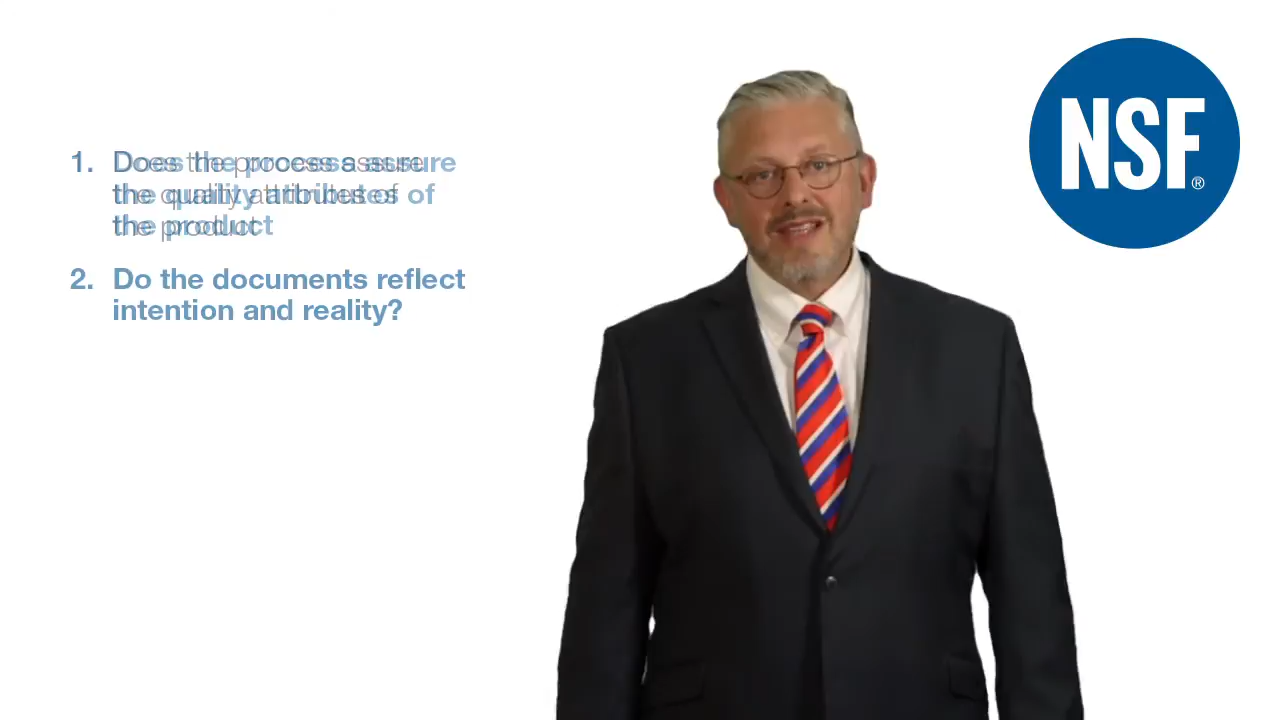 1. Does the process assure
the quality attributes of
the product
2. Do the documents reflect
intention and reality?
NSF®